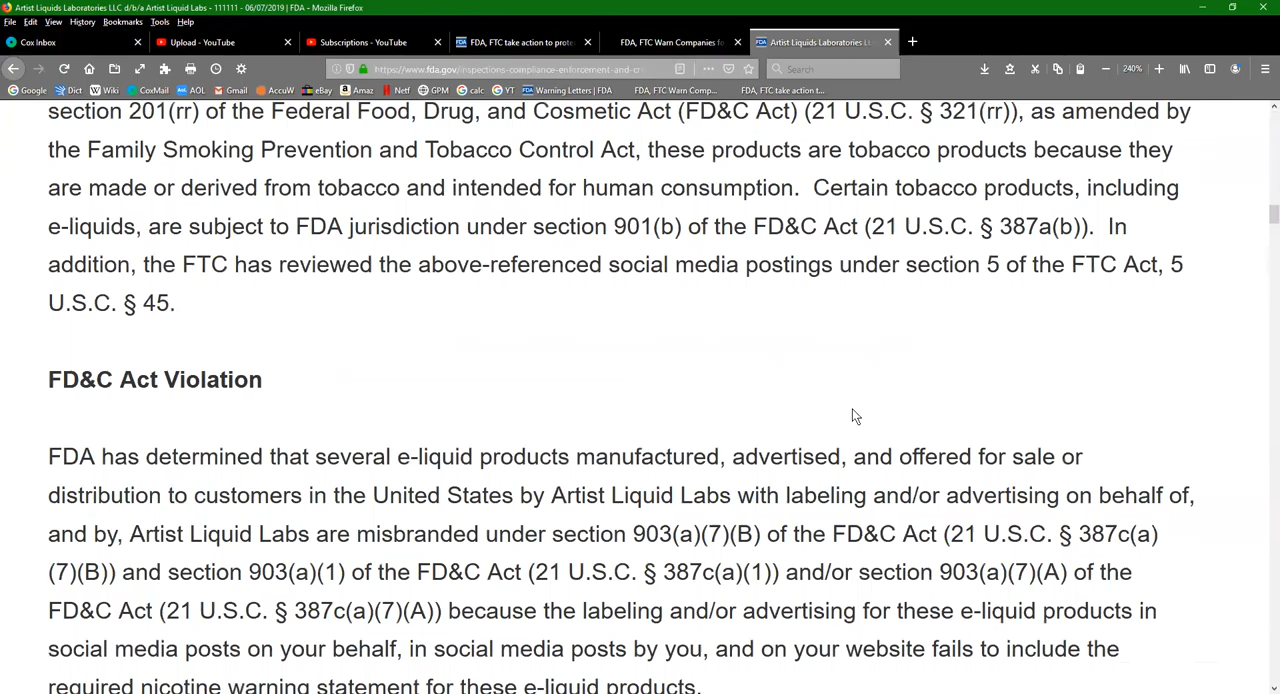 Artist Liquids Laboratories LLC d/b/a Artist Liquid Labs - 111111 - 06/07/2019 | FDA - Mozilla Firefox
File Edit View History Bookmarks Tools Help
Cox Inbox Upload - YouTube Subscriptions - YouTube FDA, FTC take action to prote FDA, FTC Warn Companies fo Artist Liquids Laboratories LL
https://www.fda.gov/inspections-compliance-enforcement-and-cr Search 240%
Google Dict Wiki CoxMail AOL Gmail AccuW eBay Amaz Netf GPM calc YT Warning Letters | FDA FDA, FTC Warn Comp... FDA, FTC take action t...
section 201(rr) of the Federal Food, Drug, and Cosmetic Act (FD&C Act) (21 U.S.C. § 321(rr)), as amended by
the Family Smoking Prevention and Tobacco Control Act, these products are tobacco products because they
are made or derived from tobacco and intended for human consumption. Certain tobacco products, including
e-liquids, are subject to FDA jurisdiction under section 901(b) of the FD&C Act (21 U.S.C. § 387a(b)). In
addition, the FTC has reviewed the above-referenced social media postings under section 5 of the FTC Act, 5
U.S.C. § 45.
FD&C Act Violation
FDA has determined that several e-liquid products manufactured, advertised, and offered for sale or
distribution to customers in the United States by Artist Liquid Labs with labeling and/or advertising on behalf of,
and by, Artist Liquid Labs are misbranded under section 903(a)(7)(B) of the FD&C Act (21 U.S.C. § 387c(a)
(7)(B)) and section 903(a)(1) of the FD&C Act (21 U.S.C. § 387c(a)(1)) and/or section 903(a)(7)(A) of the
FD&C Act (21 U.S.C. § 387c(a)(7)(A)) because the labeling and/or advertising for these e-liquid products in
social media posts on your behalf, in social media posts by you, and on your website fails to include the
required nicotine warning statement for these e-liquid products.